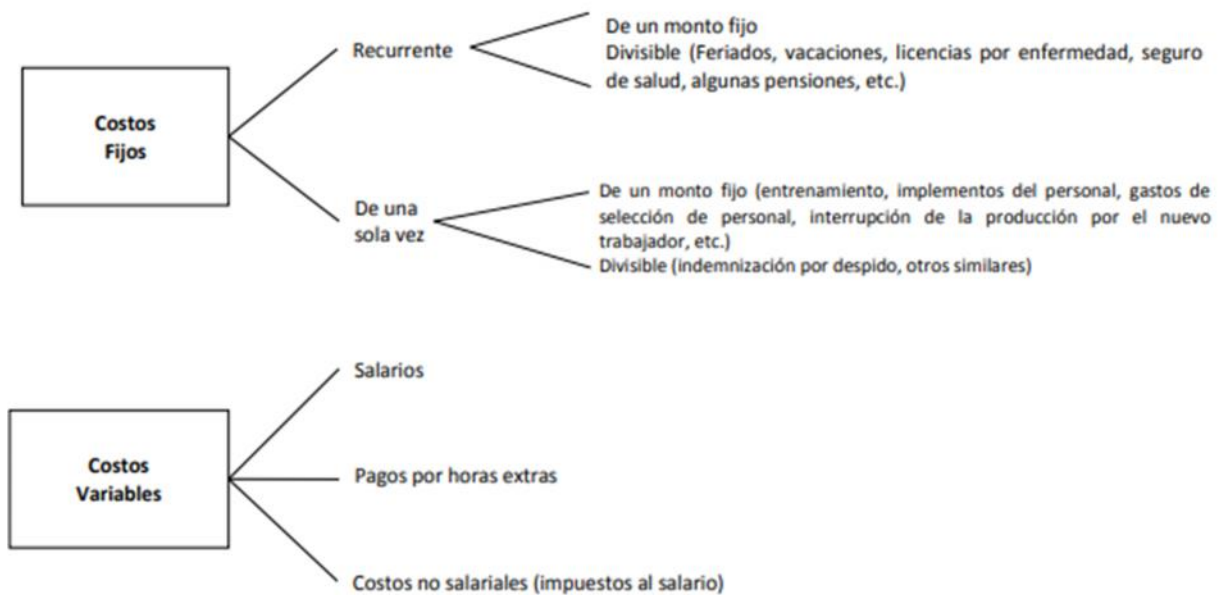 Costos
Fijos
Recurrente
De un monto fijo
Divisible (Feriados, vacaciones, licencias por enfermedad, seguro
de salud, algunas pensiones, etc.)
De una
sola vez
De un monto fijo (entrenamiento, implementos del personal, gastos de
selección de personal, interrupción de la producción por el nuevo
trabajador, etc.)
Divisible (indemnización por despido, otros similares)
Costos
Variables
Salarios
Pagos por horas extras
Costos no salariales (impuestos al salario)